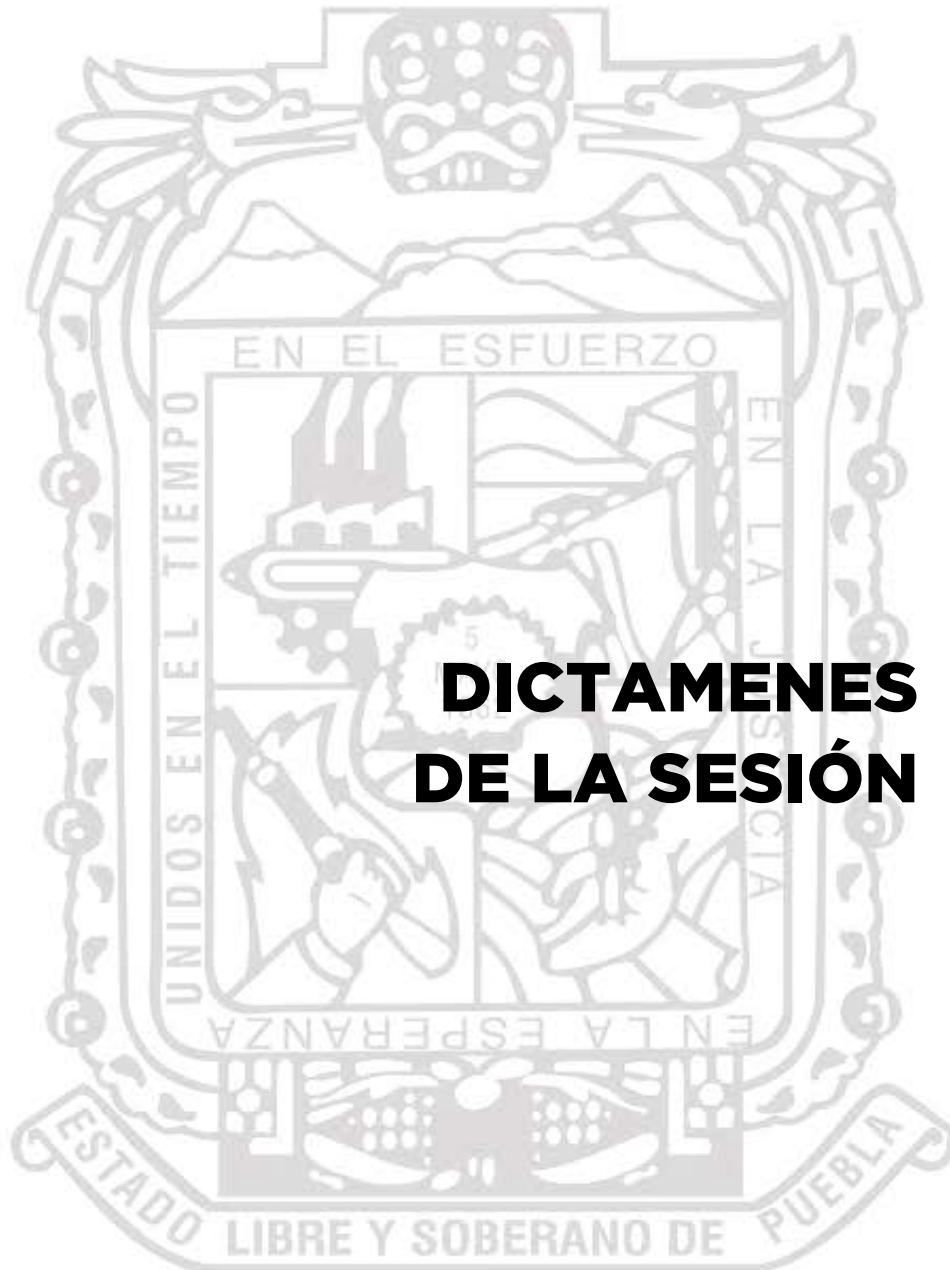 EN EL ESFUERZO
EN LA JUSTICIA
UNIDOS EN EL TIEMPO
EN LA ESPERANZA
5
DICTAMENES
DE LA SESIÓN
ESTADO LIBRE Y SOBERANO DE PUEBLA